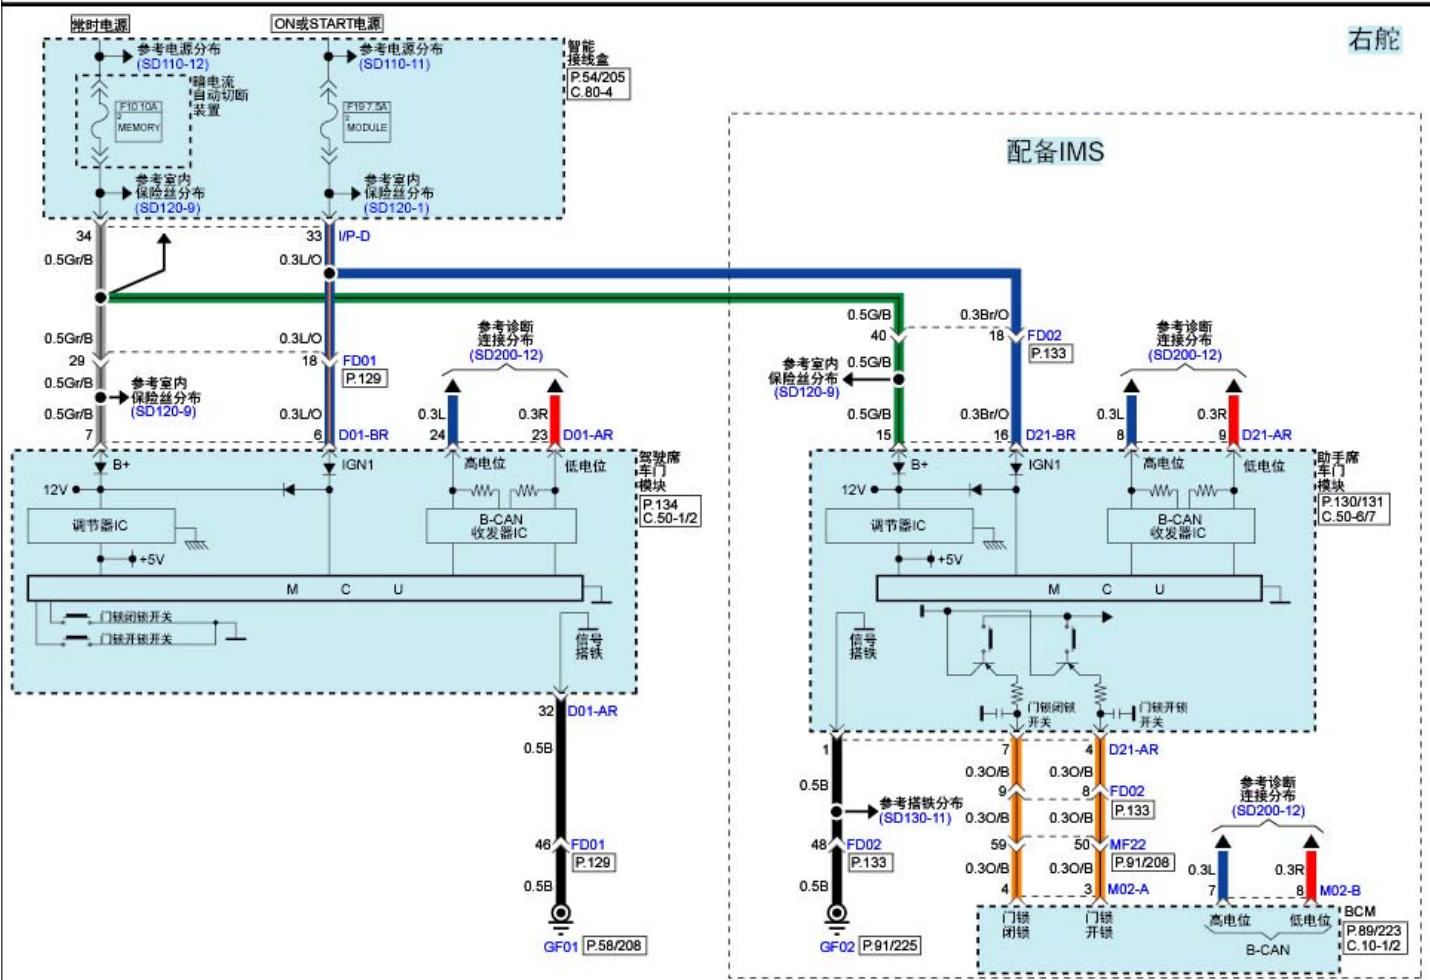 常时电源
ON或START电源
右舵
参考电源分布
(SD110-12)
参考电源分布
(SD110-11)
智能
接线盒
P.54/205
C.80-4
暗电流
自动切断
装置
F10 10A
2
MEMORY
F19 7.5A
2
MODULE
配备IMS
参考室内
保险丝分布
(SD120-9)
参考室内
保险丝分布
(SD120-1)
34
33
I/P-D
0.5Gr/B
0.3L/O
0.5G/B
0.3Br/O
0.5Gr/B
0.3L/O
参考诊断
连接分布
(SD200-12)
40
18
FD02
P.133
参考诊断
连接分布
(SD200-12)
29
18
FD01
P.129
0.5Gr/B
参考室内
保险丝分布
(SD120-9)
参考室内
保险丝分布
(SD120-9)
0.5G/B
0.5Gr/B
0.3L/O
0.3L
0.3R
0.5G/B
0.3Br/O
0.3L
0.3R
7
6
D01-BR
24
23
D01-AR
15
16
D21-BR
8
9
D21-AR
B+
IGN1
高电位
低电位
驾驶席
车门
模块
P.134
C.50-1/2
B+
IGN1
高电位
低电位
助手席
车门
模块
P.130/131
C.50-6/7
12V
12V
调节器IC
B-CAN
收发器IC
调节器IC
B-CAN
收发器IC
+5V
+5V
M C U
M C U
门锁闭锁开关
门锁开锁开关
信号
搭铁
信号
搭铁
门锁闭锁
开关
门锁开锁
开关
32
D01-AR
0.5B
1
7
4
D21-AR
0.5B
0.3O/B
0.3O/B
9
8
FD02
P.133
参考搭铁分布
(SD130-11)
0.3O/B
0.3O/B
参考诊断
连接分布
(SD200-12)
46
FD01
P.129
48
FD02
P.133
59
50
MF22
P.91/208
0.5B
0.5B
0.3O/B
0.3O/B
0.3L
0.3R
4
3
M02-A
7
8
M02-B
GF01
P.58/208
GF02
P.91/225
门锁
闭锁
门锁
开锁
高电位
低电位
B-CAN
BCM
P.89/223
C.10-1/2